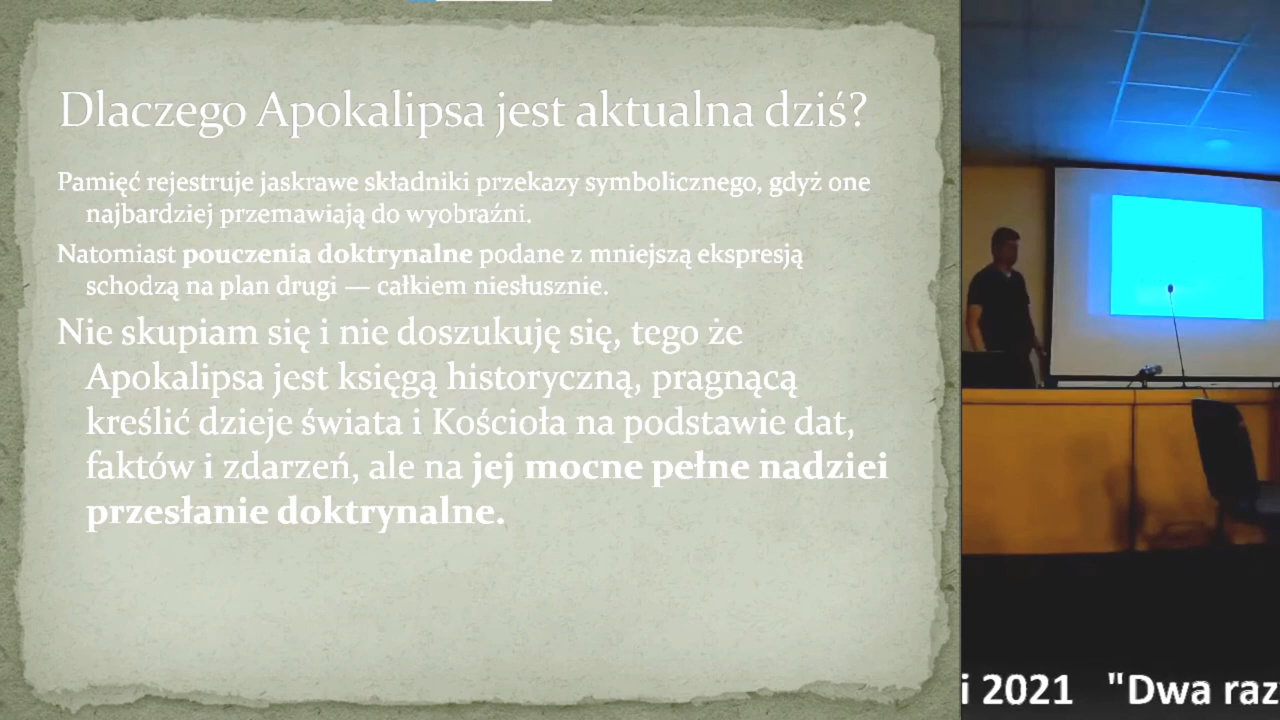 Dlaczego Apokalipsa jest aktualna dziś?
Pamięć rejestruje jaskrawe składniki przekazy symbolicznego, gdyż one
najbardziej przemawiają do wyobraźni.
Natomiast pouczenia doktrynalne podane z mniejszą ekspresją
schodzą na plan drugi — całkiem niesłusznie.
Nie skupiam się i nie doszukuję się, tego że
Apokalipsa jest księgą historyczną, pragnącą
kreślić dzieje świata i Kościoła na podstawie dat,
faktów i zdarzeń, ale na jej mocne pełne nadziei
przesłanie doktrynalne.
i 2021 "Dwa raz